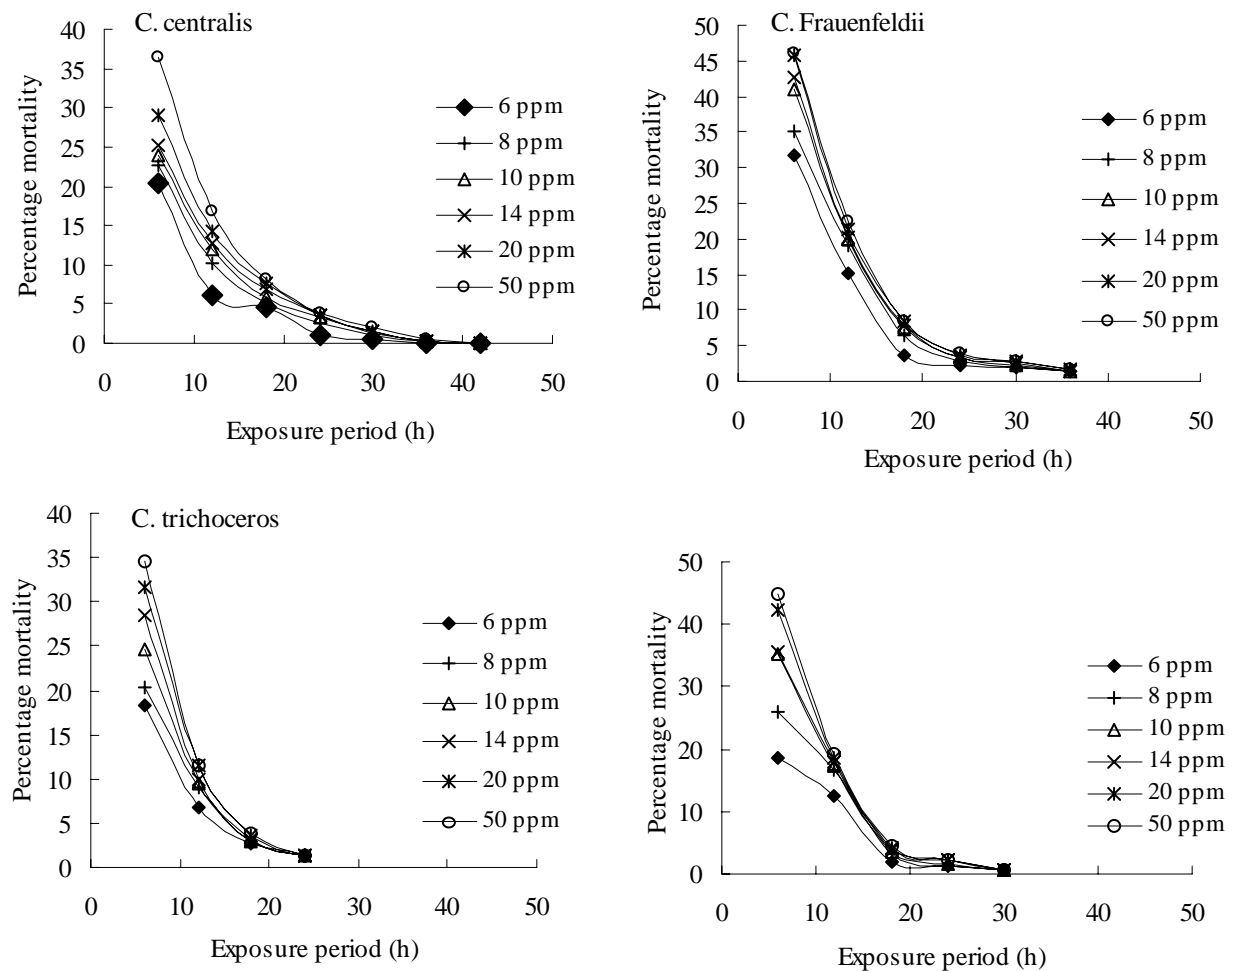 C. centralis
40
35
30
25
20
15
10
5
0
Percentage mortality
0 10 20 30 40 50
Exposure period (h)
6 ppm
8 ppm
10 ppm
14 ppm
20 ppm
50 ppm
C. Frauenfeldii
50
45
40
35
30
25
20
15
10
5
0
Percentage mortality
0 10 20 30 40 50
Exposure period (h)
6 ppm
8 ppm
10 ppm
14 ppm
20 ppm
50 ppm
C. trichoceros
40
35
30
25
20
15
10
5
0
Percentage mortality
0 10 20 30 40 50
Exposure period (h)
6 ppm
8 ppm
10 ppm
14 ppm
20 ppm
50 ppm
50
40
30
20
10
0
Percentage mortality
0 10 20 30 40 50
Exposure period (h)
6 ppm
8 ppm
10 ppm
14 ppm
20 ppm
50 ppm